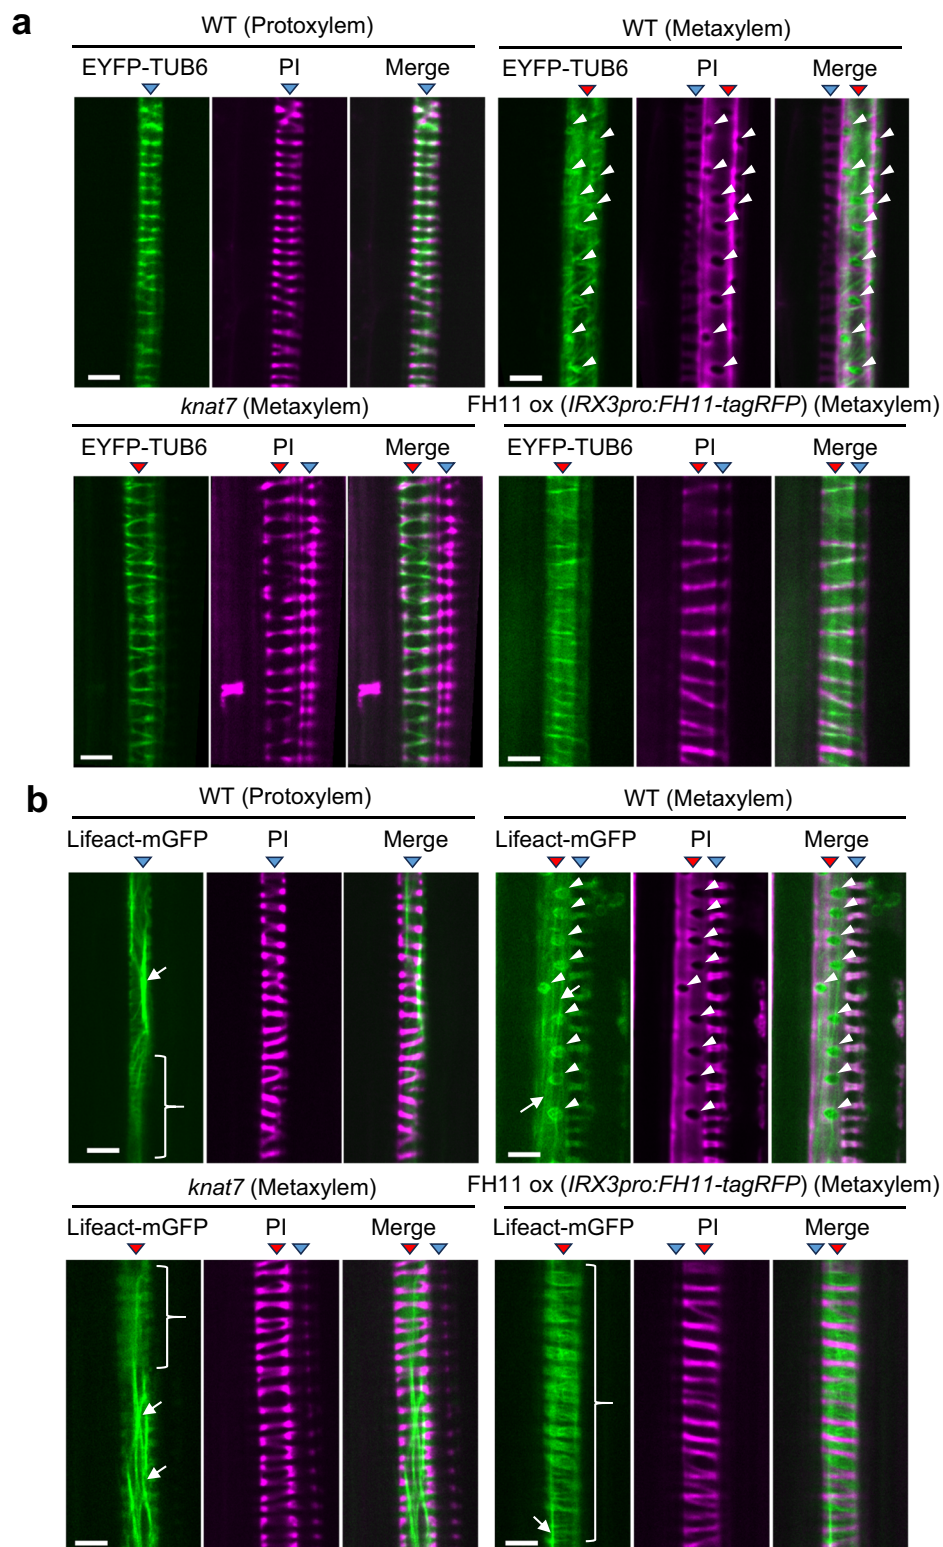 a
WT (Protoxylem)
WT (Metaxylem)
EYFP-TUB6 PI Merge
EYFP-TUB6 PI Merge
knat7 (Metaxylem)
FH11 ox (IRX3pro:FH11-tagRFP) (Metaxylem)
EYFP-TUB6 PI Merge
EYFP-TUB6 PI Merge
b
WT (Protoxylem)
WT (Metaxylem)
Lifeact-mGFP PI Merge
Lifeact-mGFP PI Merge
knat7 (Metaxylem)
FH11 ox (IRX3pro:FH11-tagRFP) (Metaxylem)
Lifeact-mGFP PI Merge
Lifeact-mGFP PI Merge